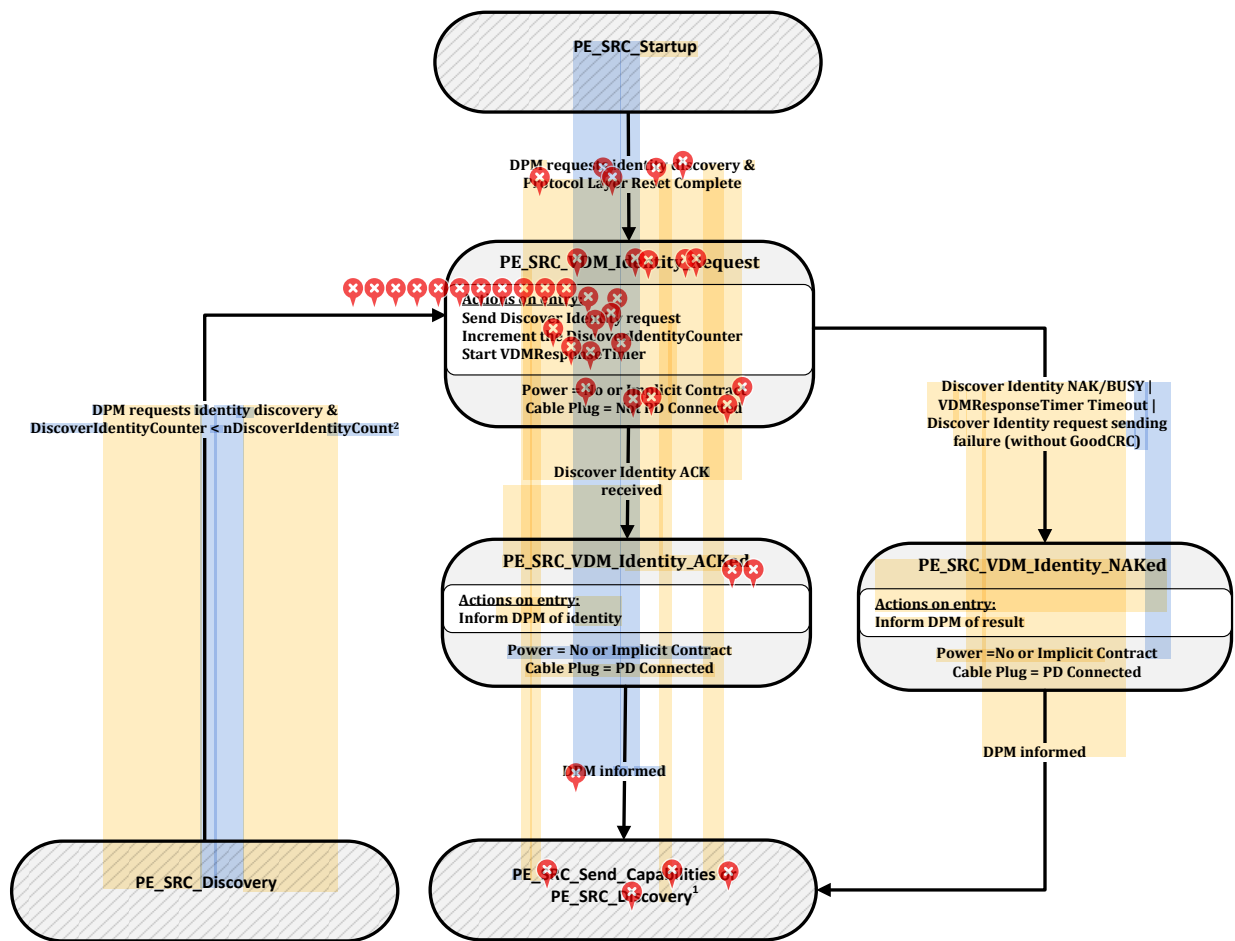 PE_SRC_Startup
DPM requests identity discovery &
Protocol Layer Reset Complete
PE_SRC_VDM_Identity_Request
Actions on entry:
Send Discover Identity request
Increment the DiscoverIdentityCounter
Start VDMResponseTimer
Power = No or Implicit Contract
Cable Plug = Not PD Connected
DPM requests identity discovery &
DiscoverIdentityCounter < nDiscoverIdentityCount²
Discover Identity NAK/BUSY |
VDMResponseTimer Timeout |
Discover Identity request sending
failure (without GoodCRC)
Discover Identity ACK
received
PE_SRC_VDM_Identity_ACKed
Actions on entry:
Inform DPM of identity
Power = No or Implicit Contract
Cable Plug = PD Connected
PE_SRC_VDM_Identity_NAKed
Actions on entry:
Inform DPM of result
Power =No or Implicit Contract
Cable Plug = PD Connected
DPM informed
DPM informed
PE_SRC_Discovery
PE_SRC_Send_Capabilities or
PE_SRC_Discovery¹